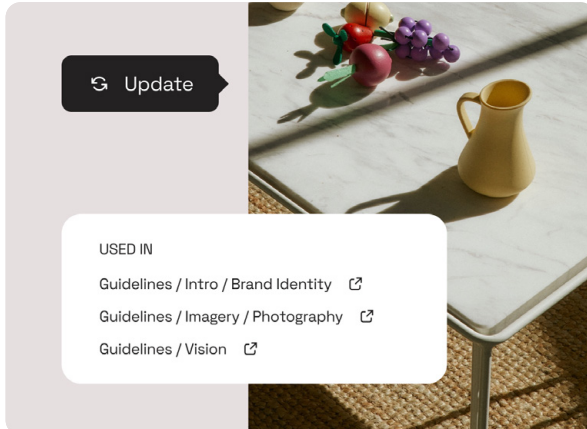 Update
USED IN
Guidelines / Intro / Brand Identity
Guidelines / Imagery / Photography
Guidelines / Vision